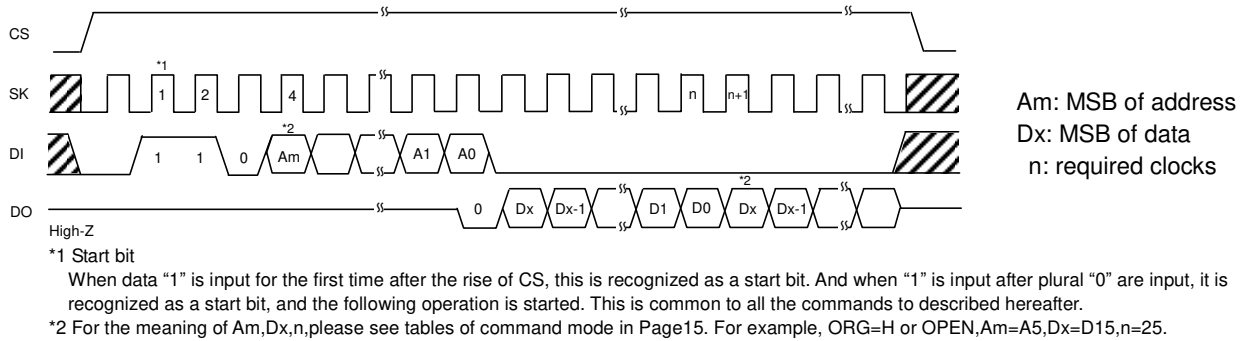 CS
*1
SK 1 2 4 n n+1
*2
DI 1 1 0 Am A1 A0
*2
DO 0 Dx Dx-1 D1 D0 Dx Dx-1
High-Z
Am: MSB of address
Dx: MSB of data
n: required clocks
*1 Start bit
When data “1” is input for the first time after the rise of CS, this is recognized as a start bit. And when “1” is input after plural “0” are input, it is
recognized as a start bit, and the following operation is started. This is common to all the commands to described hereafter.
*2 For the meaning of Am,Dx,n,please see tables of command mode in Page15. For example, ORG=H or OPEN,Am=A5,Dx=D15,n=25.